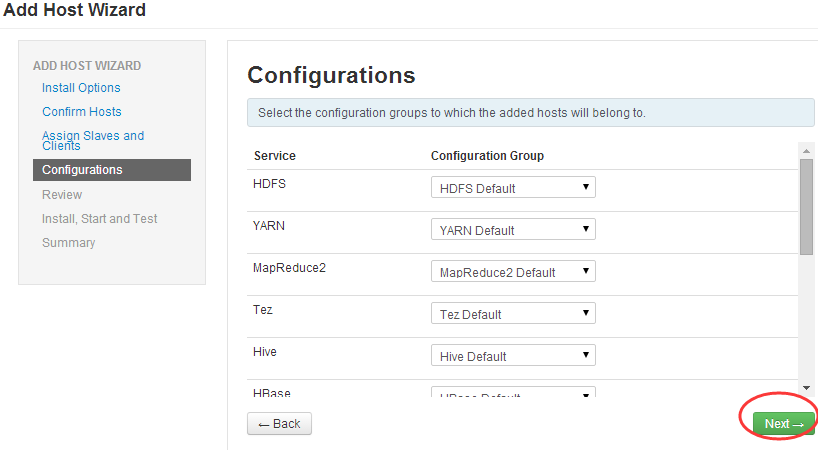 Add Host Wizard
ADD HOST WIZARD
Install Options
Confirm Hosts
Assign Slaves and
Clients
Configurations
Review
Install, Start and Test
Summary
Configurations
Select the configuration groups to which the added hosts will belong to.
Service Configuration Group
HDFS HDFS Default
YARN YARN Default
MapReduce2 MapReduce2 Default
Tez Tez Default
Hive Hive Default
HBase HBase Default
← Back Next →